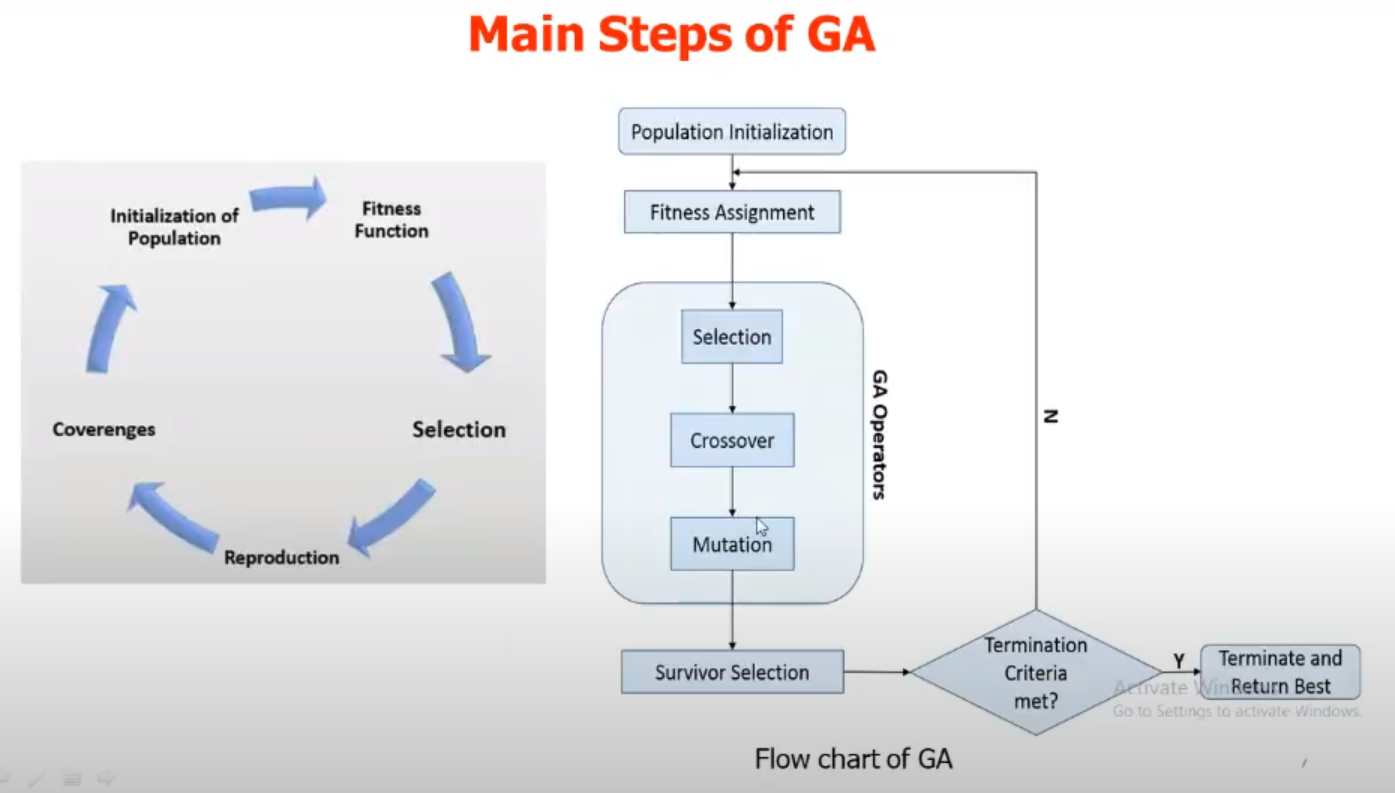 Main Steps of GA
Initialization of
Population
Fitness
Function
Selection
Reproduction
Coverenges
Population Initialization
Fitness Assignment
Selection
Crossover
Mutation
GA Operators
Survivor Selection
Termination
Criteria
met?
N
Y
Terminate and
Return Best
Activate Windows
Go to Settings to activate Windows.
Flow chart of GA